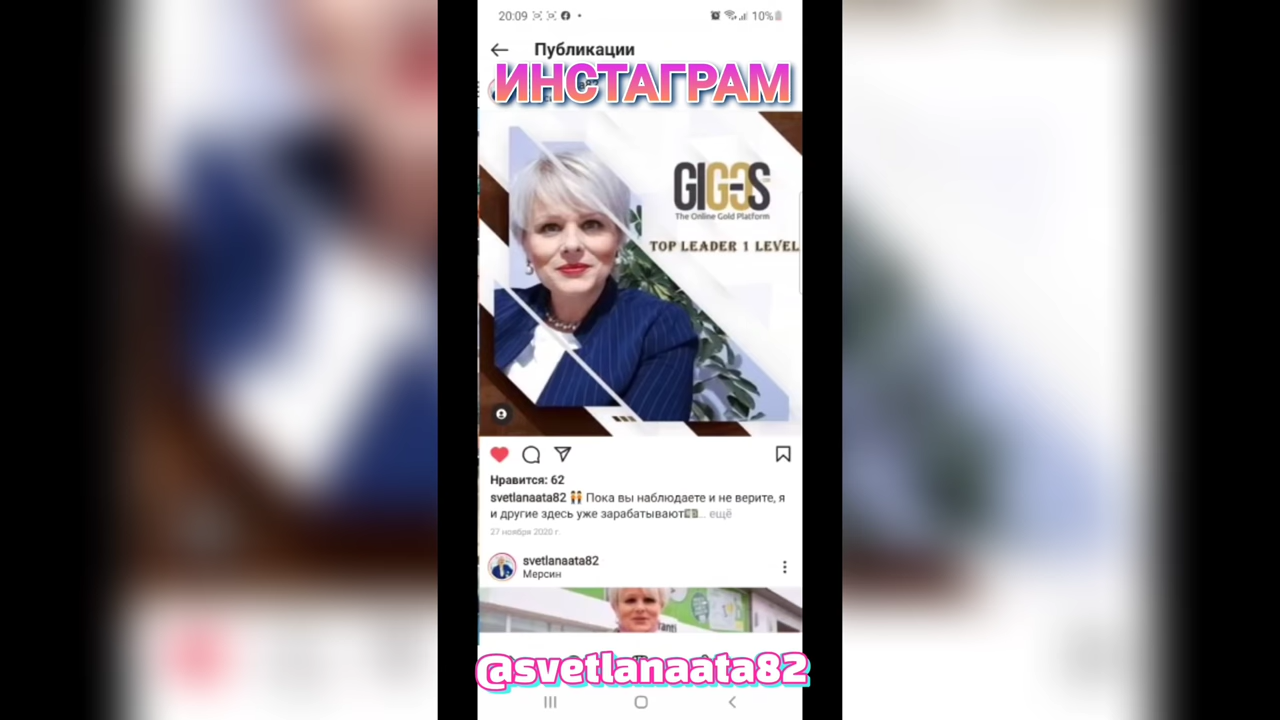 20:09
10%
Публикации
ИНСТАГРАМ
GIGOS
The Online Gold Platform
TOP LEADER 1 LEVEL
Нравится: 62
svetlanaata82 Пока вы наблюдаете и не верите, я
и другие здесь уже зарабатывают... ещё
27 ноября 2020 г.
svetlanaata82
Мерсин
@svetlanaata82